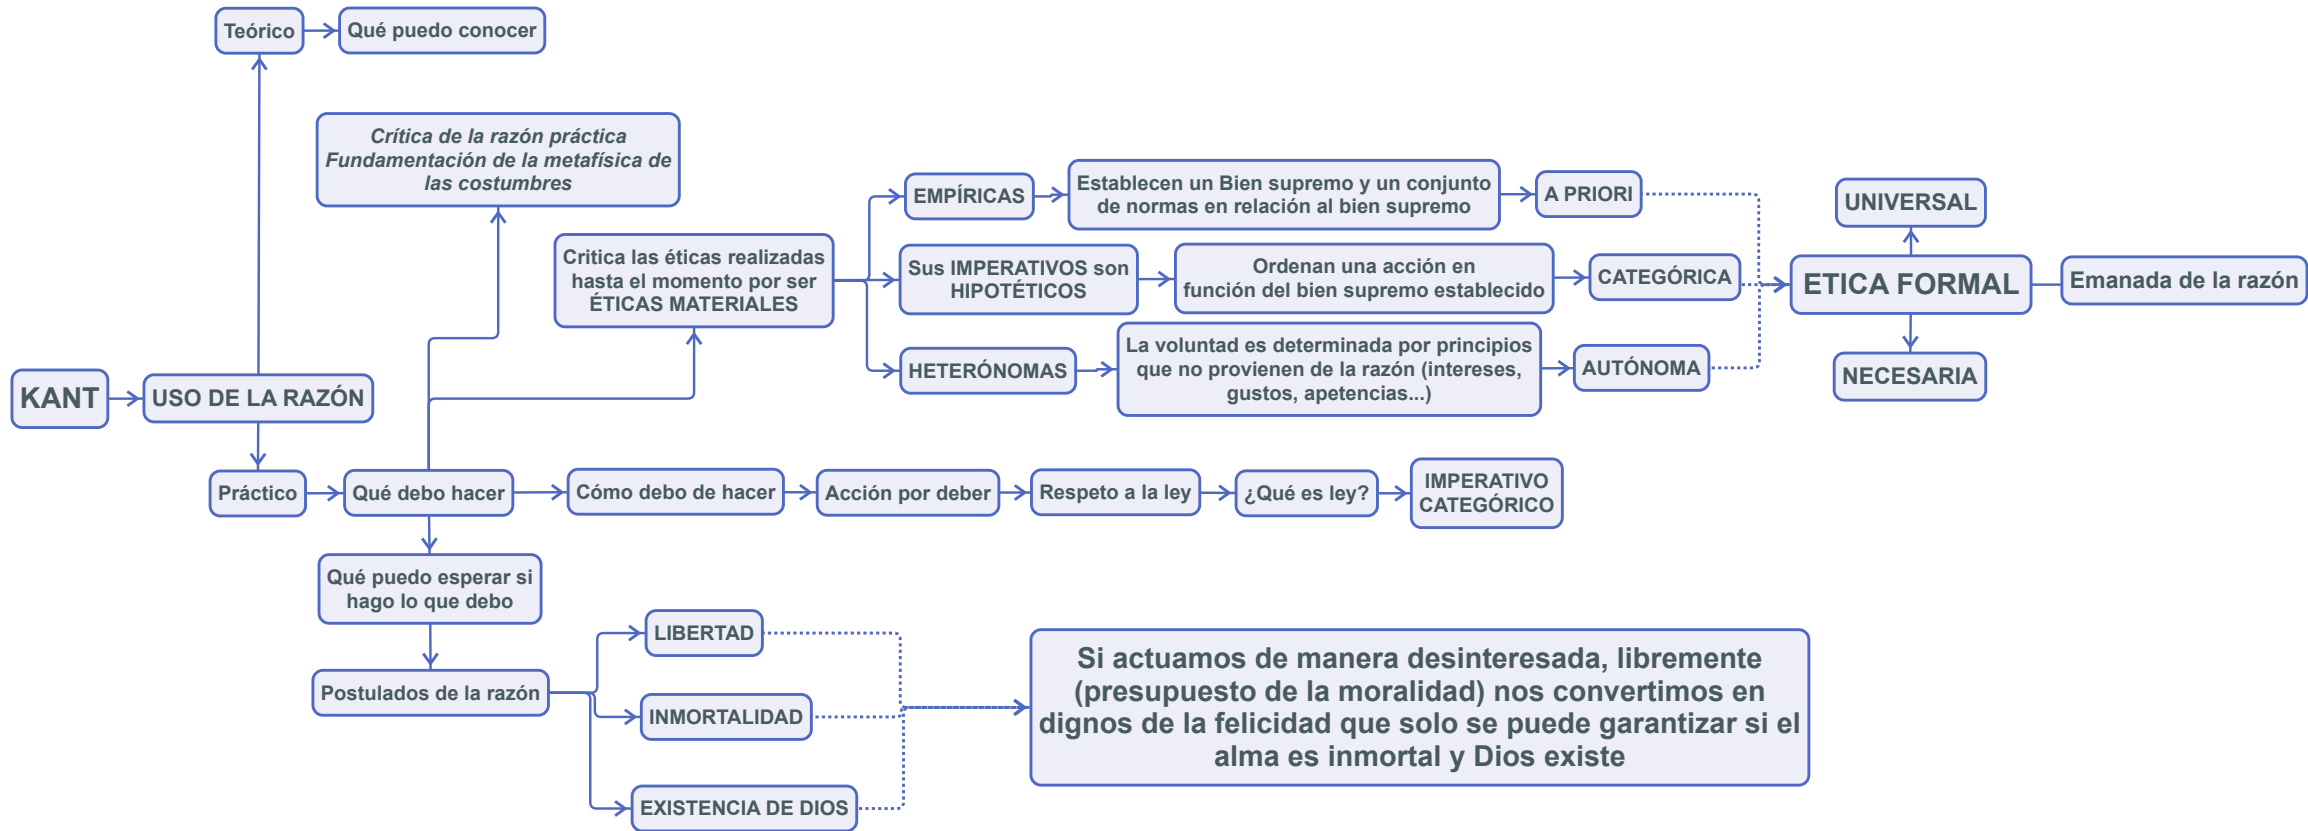 Teórico
Qué puedo conocer
Crítica de la razón práctica
Fundamentación de la metafísica de
las costumbres
EMPÍRICAS
Establecen un Bien supremo y un conjunto
de normas en relación al bien supremo
A PRIORI
UNIVERSAL
Critica las éticas realizadas
hasta el momento por ser
ÉTICAS MATERIALES
Sus IMPERATIVOS son
HIPOTÉTICOS
Ordenan una acción en
función del bien supremo establecido
CATEGÓRICA
ETICA FORMAL
Emanada de la razón
HETERÓNOMAS
La voluntad es determinada por principios
que no provienen de la razón (intereses,
gustos, apetencias...)
AUTÓNOMA
NECESARIA
KANT
USO DE LA RAZÓN
Práctico
Qué debo hacer
Cómo debo de hacer
Acción por deber
Respeto a la ley
¿Qué es ley?
IMPERATIVO
CATEGÓRICO
Qué puedo esperar si
hago lo que debo
Postulados de la razón
LIBERTAD
INMORTALIDAD
EXISTENCIA DE DIOS
Si actuamos de manera desinteresada, libremente
(presupuesto de la moralidad) nos convertimos en
dignos de la felicidad que solo se puede garantizar si el
alma es inmortal y Dios existe